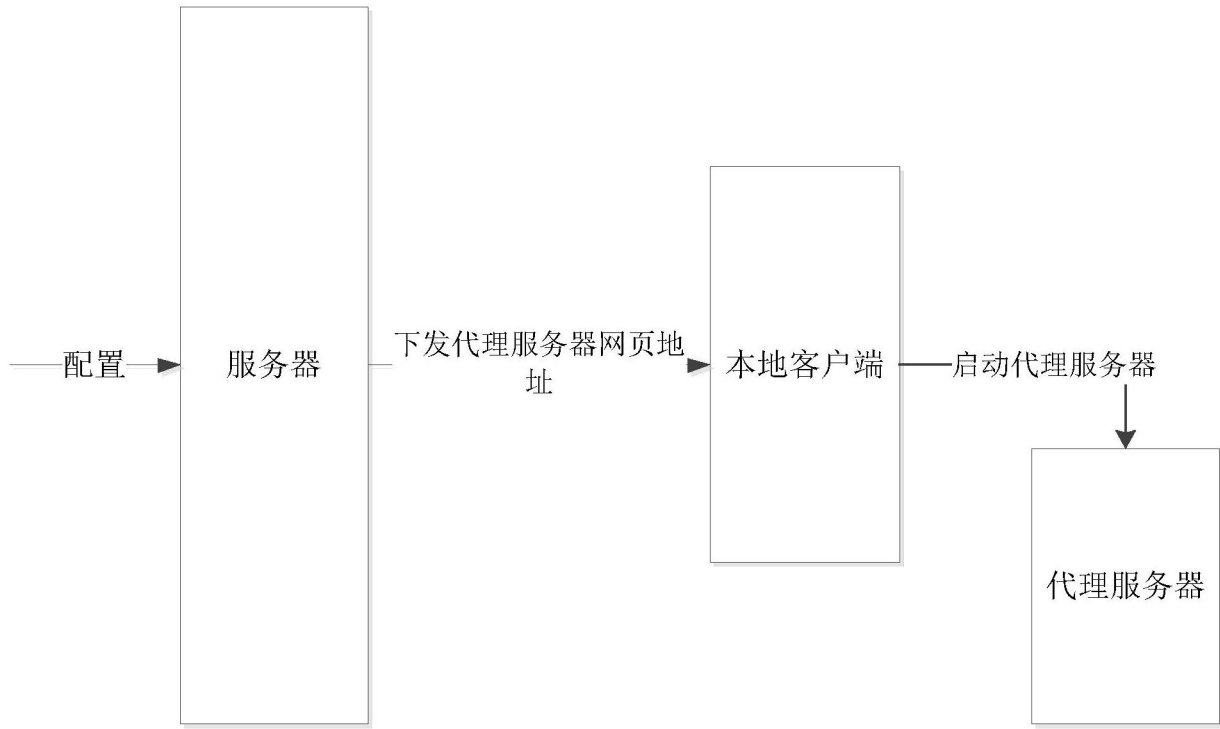 配置
服务器
下发代理服务器网页地
址
本地客户端
启动代理服务器
代理服务器